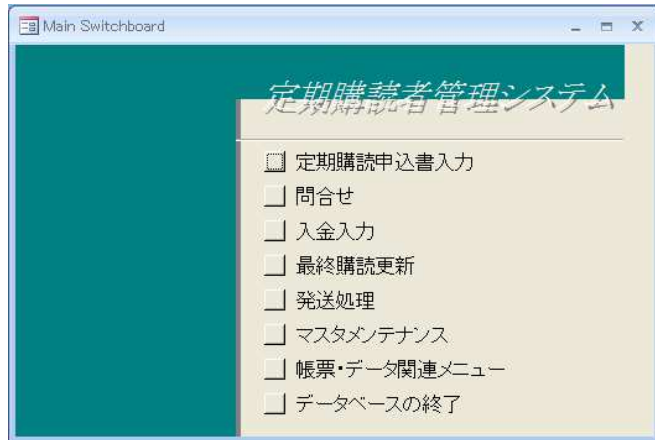 Main Switchboard
定期購読者管理システム
定期購読申込書入力
問合せ
入金入力
最終購読更新
発送処理
マスタメンテナンス
帳票・データ関連メニュー
データベースの終了